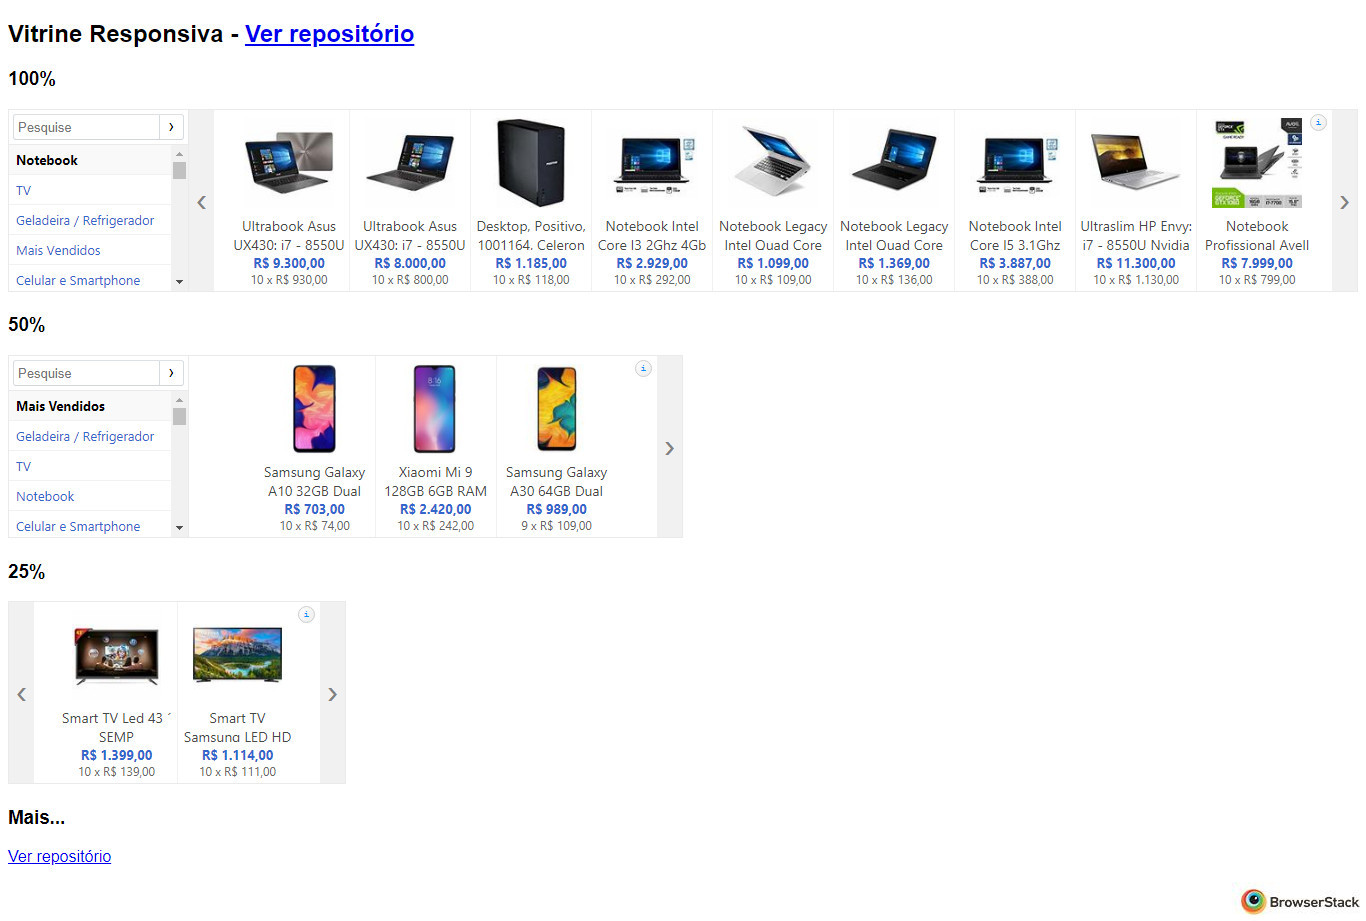 Vitrine Responsiva - Ver repositório
100%
Pesquise
Notebook
TV
Geladeira / Refrigerador
Mais Vendidos
Celular e Smartphone
Ultrabook Asus
UX430: i7 - 8550U
R$ 9.300,00
10 x R$ 930,00
Ultrabook Asus
UX430: i7 - 8550U
R$ 8.000,00
10 x R$ 800,00
Desktop, Positivo,
1001164. Celeron
R$ 1.185,00
10 x R$ 118,00
Notebook Intel
Core I3 2Ghz 4Gb
R$ 2.929,00
10 x R$ 292,00
Notebook Legacy
Intel Quad Core
R$ 1.099,00
10 x R$ 109,00
Notebook Legacy
Intel Quad Core
R$ 1.369,00
10 x R$ 136,00
Notebook Intel
Core I5 3.1Ghz
R$ 3.887,00
10 x R$ 388,00
Ultraslim HP Envy:
i7 - 8550U Nvidia
R$ 11.300,00
10 x R$ 1.130,00
Notebook
Profissional Avell
R$ 7.999,00
10 x R$ 799,00
50%
Pesquise
Mais Vendidos
Geladeira / Refrigerador
TV
Notebook
Celular e Smartphone
Samsung Galaxy
A10 32GB Dual
R$ 703,00
10 x R$ 74,00
Xiaomi Mi 9
128GB 6GB RAM
R$ 2.420,00
10 x R$ 242,00
Samsung Galaxy
A30 64GB Dual
R$ 989,00
9 x R$ 109,00
25%
Smart TV Led 43 ´
SEMP
R$ 1.399,00
10 x R$ 139,00
Smart TV
Samsung LED HD
R$ 1.114,00
10 x R$ 111,00
Mais...
Ver repositório
BrowserStack